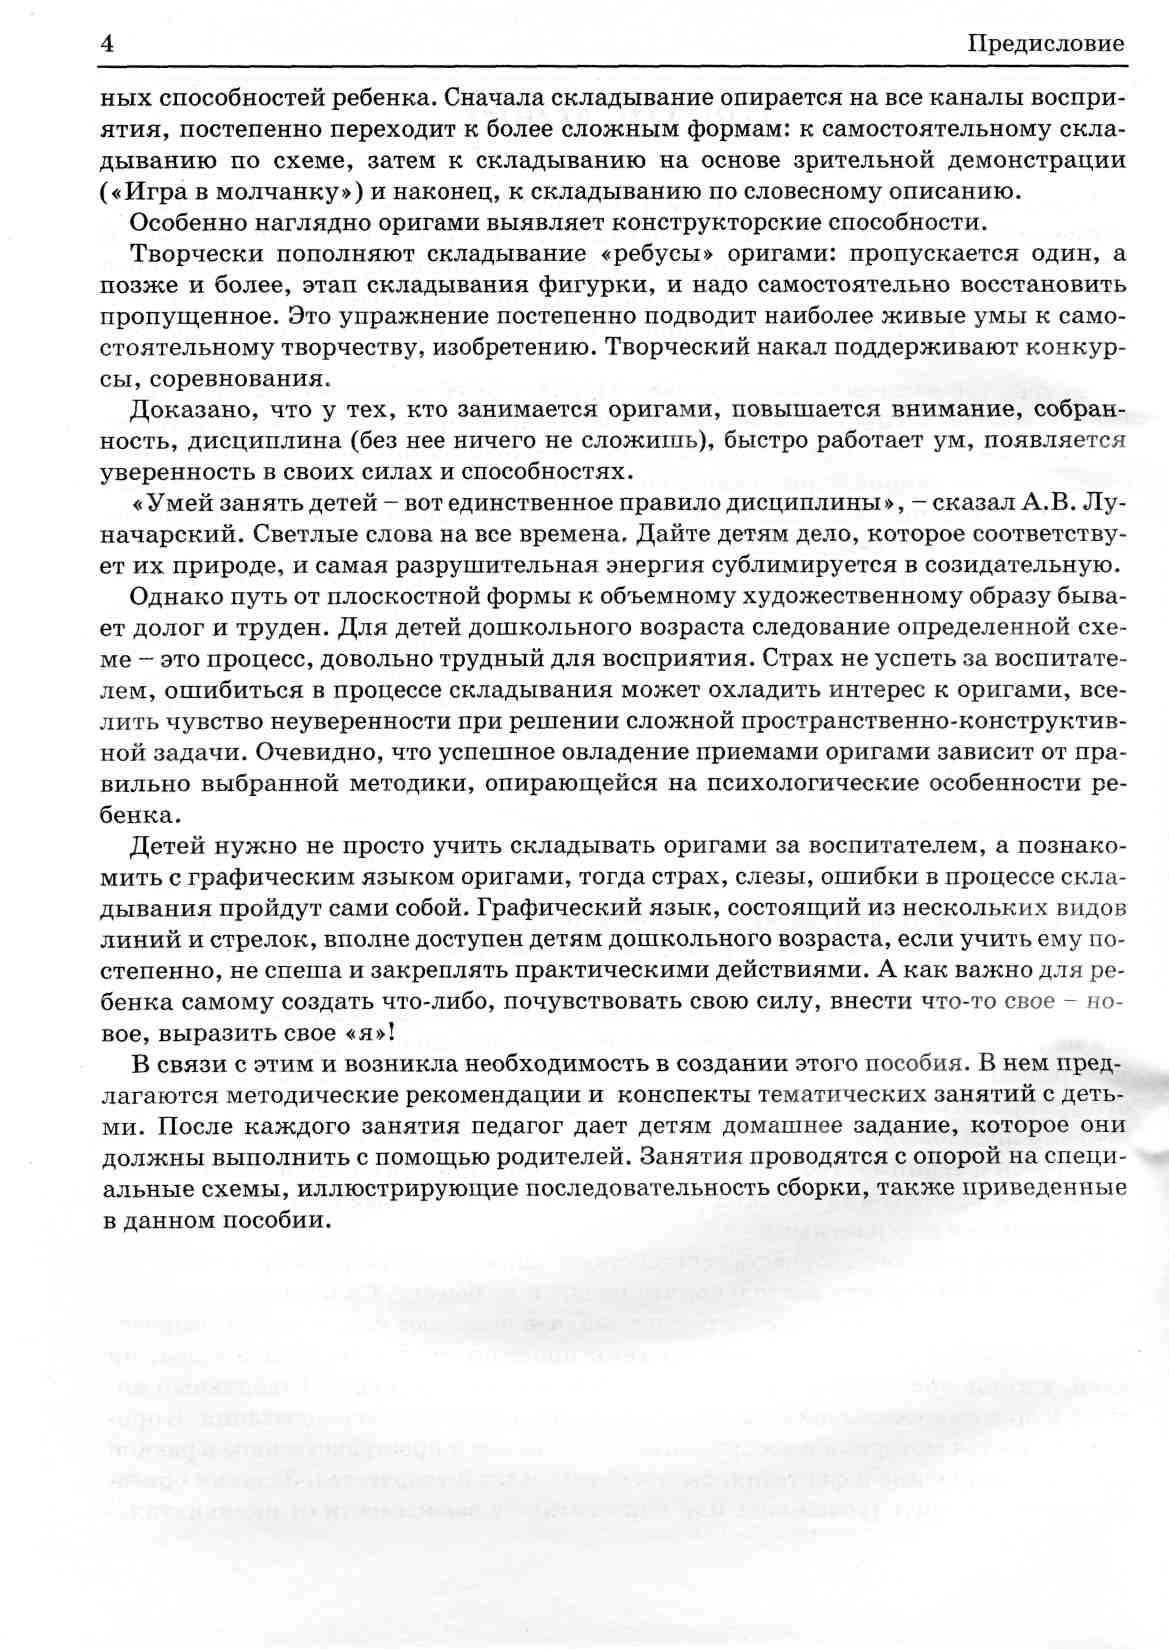 4 Предисловие
ных способностей ребенка. Сначала складывание опирается на все каналы воспри-
ятия, постепенно переходит к более сложным формам: к самостоятельному скла-
дыванию по схеме, затем к складыванию на основе зрительной демонстрации
(«Игра в молчанку») и наконец, к складыванию по словесному описанию.
Особенно наглядно оригами выявляет конструкторские способности.
Творчески пополняют складывание «ребусы» оригами: пропускается один, а
позже и более, этап складывания фигурки, и надо самостоятельно восстановить
пропущенное. Это упражнение постепенно подводит наиболее живые умы к само-
стоятельному творчеству, изобретению. Творческий накал поддерживают конкур-
сы, соревнования.
Доказано, что у тех, кто занимается оригами, повышается внимание, собран-
ность, дисциплина (без нее ничего не сложишь), быстро работает ум, появляется
уверенность в своих силах и способностях.
«Умей занять детей – вот единственное правило дисциплины», – сказал А.В. Лу-
начарский. Светлые слова на все времена. Дайте детям дело, которое соответству-
ет их природе, и самая разрушительная энергия сублимируется в созидательную.
Однако путь от плоскостной формы к объемному художественному образу быва-
ет долог и труден. Для детей дошкольного возраста следование определенной схе-
ме – это процесс, довольно трудный для восприятия. Страх не успеть за воспитате-
лем, ошибиться в процессе складывания может охладить интерес к оригами, все-
лить чувство неуверенности при решении сложной пространственно-конструктив-
ной задачи. Очевидно, что успешное овладение приемами оригами зависит от пра-
вильно выбранной методики, опирающейся на психологические особенности ре-
бенка.
Детей нужно не просто учить складывать оригами за воспитателем, а познако-
мить с графическим языком оригами, тогда страх, слезы, ошибки в процессе скла-
дывания пройдут сами собой. Графический язык, состоящий из нескольких видов
линий и стрелок, вполне доступен детям дошкольного возраста, если учить ему по-
степенно, не спеша и закреплять практическими действиями. А как важно для ре-
бенка самому создать что-либо, почувствовать свою силу, внести что-то свое – но-
вое, выразить свое «я»!
В связи с этим и возникла необходимость в создании этого пособия. В нем пред-
лагаются методические рекомендации и конспекты тематических занятий с деть-
ми. После каждого занятия педагог дает детям домашнее задание, которое они
должны выполнить с помощью родителей. Занятия проводятся с опорой на специ-
альные схемы, иллюстрирующие последовательность сборки, также приведенные
в данном пособии.